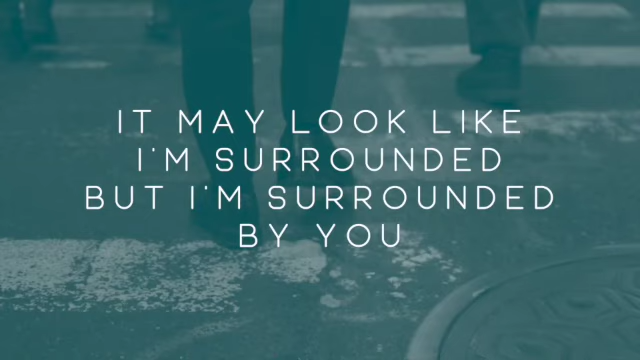 IT MAY LOOK LIKE
I'M SURROUNDED
BUT I'M SURROUNDED
BY YOU